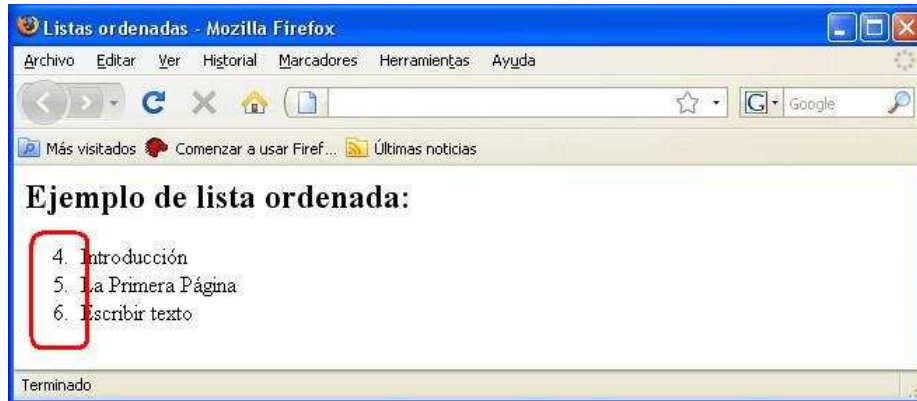 Listas ordenadas - Mozilla Firefox
Archivo Editar Ver Historial Marcadores Herramientas Ayuda
G Google
Más visitados Comenzar a usar Firef... Últimas noticias
Ejemplo de lista ordenada:
4. Introducción
5. La Primera Página
6. Escribir texto
Terminado